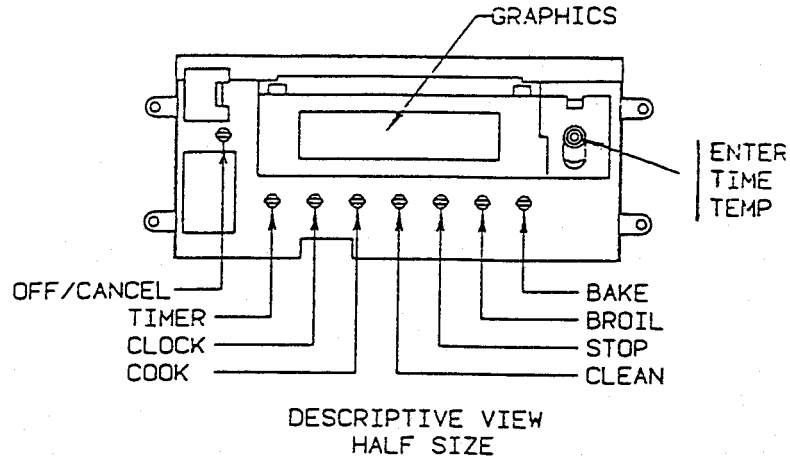 GRAPHICS
ENTER
TIME
TEMP
OFF/CANCEL
TIMER
CLOCK
COOK
BAKE
BROIL
STOP
CLEAN
DESCRIPTIVE VIEW
HALF SIZE